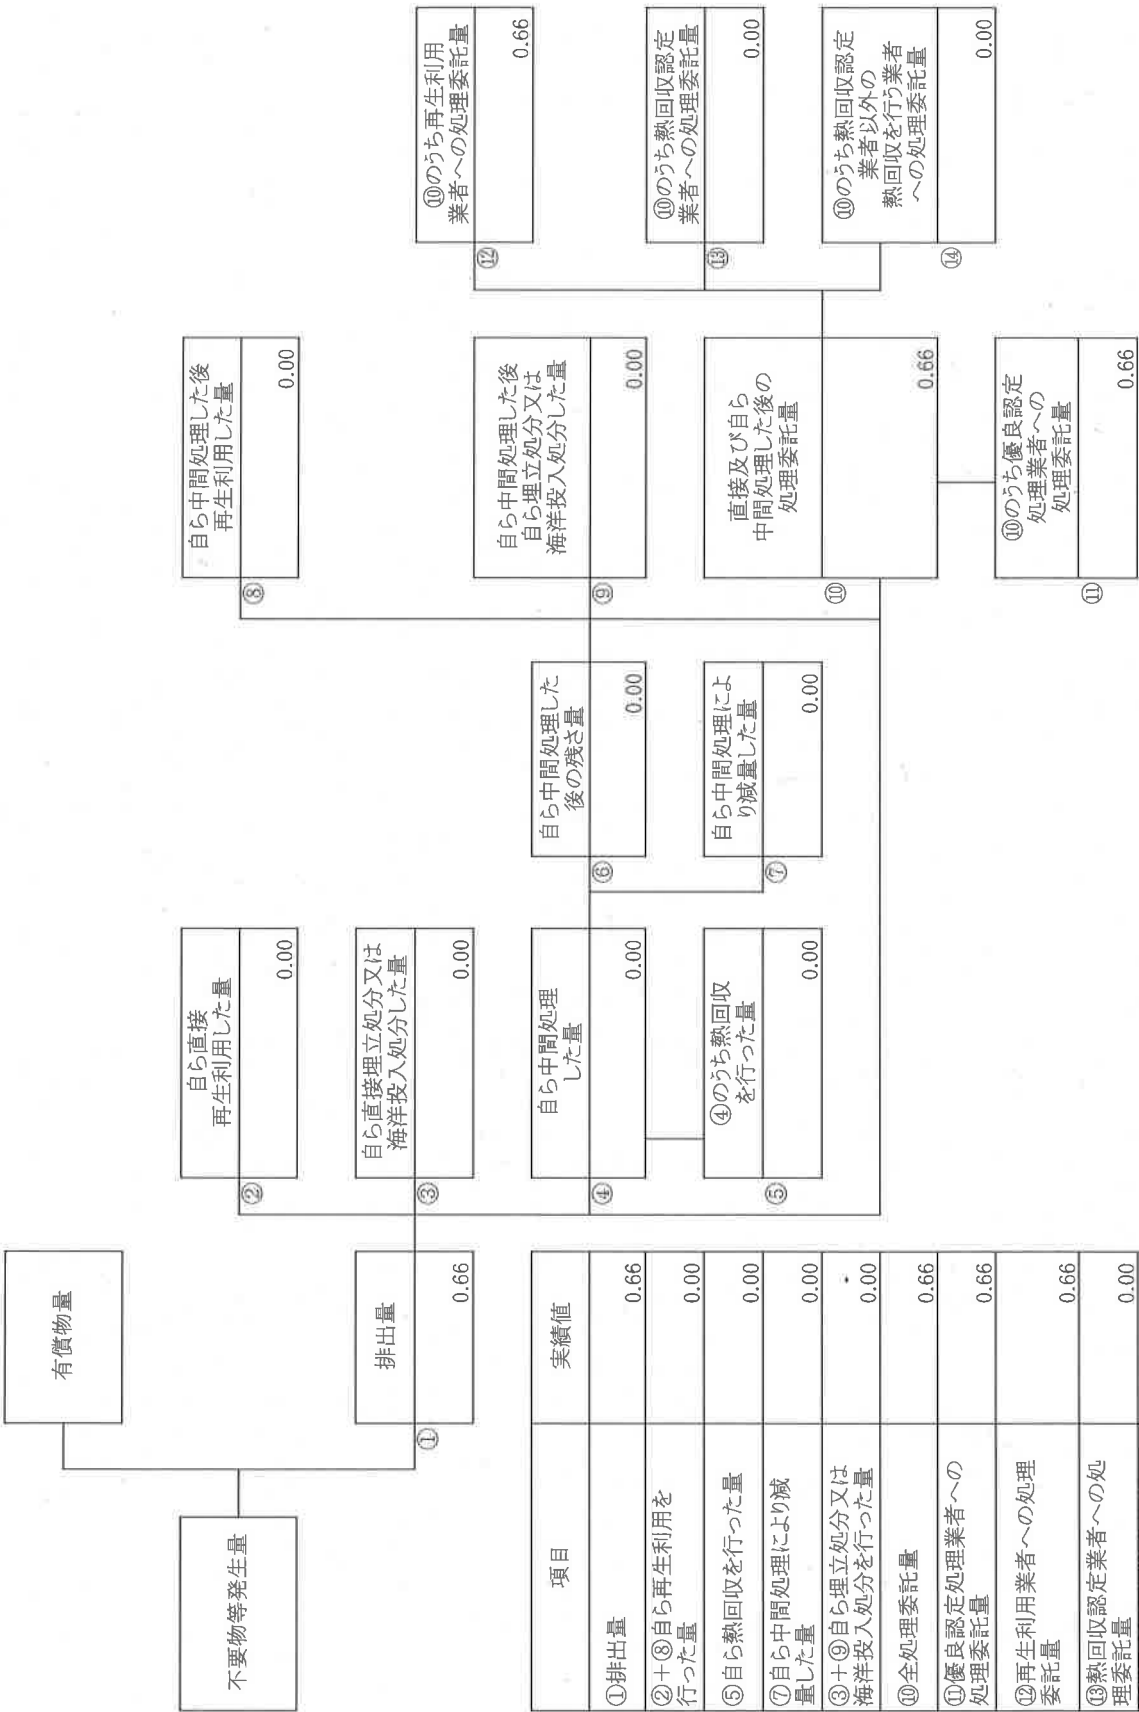 不要物等発生量
有償物量
排出量
①
0.66
②
自ら直接
再生利用した量
0.00
③
自ら直接埋立処分又は
海洋投入処分した量
0.00
④
自ら中間処理
した量
0.00
⑤
④のうち熱回収
を行った量
0.00
⑥
自ら中間処理した
後の残さ量
0.00
⑦
自ら中間処理によ
り減量した量
0.00
⑧
自ら中間処理した後
再生利用した量
0.00
⑨
自ら中間処理した後
自ら埋立処分又は
海洋投入処分した量
0.00
⑩
直接及び自ら
中間処理した後の
処理委託量
0.66
⑪
⑩のうち優良認定
処理業者への
処理委託量
0.66
⑫
⑩のうち再生利用
業者への処理委託量
0.66
⑬
⑩のうち熱回収認定
業者への処理委託量
0.00
⑭
⑩のうち熱回収認定
業者以外の
熱回収を行う業者
への処理委託量
0.00
項目 実績値
①排出量 0.66
②+⑧自ら再生利用を
行った量 0.00
⑤自ら熱回収を行った量 0.00
⑦自ら中間処理により減
量した量 0.00
③+⑨自ら埋立処分又は
海洋投入処分を行った量 0.00
⑩全処理委託量 0.66
⑪優良認定処理業者への
処理委託量 0.66
⑫再生利用業者への処理
委託量 0.66
⑬熱回収認定業者への処
理委託量 0.00